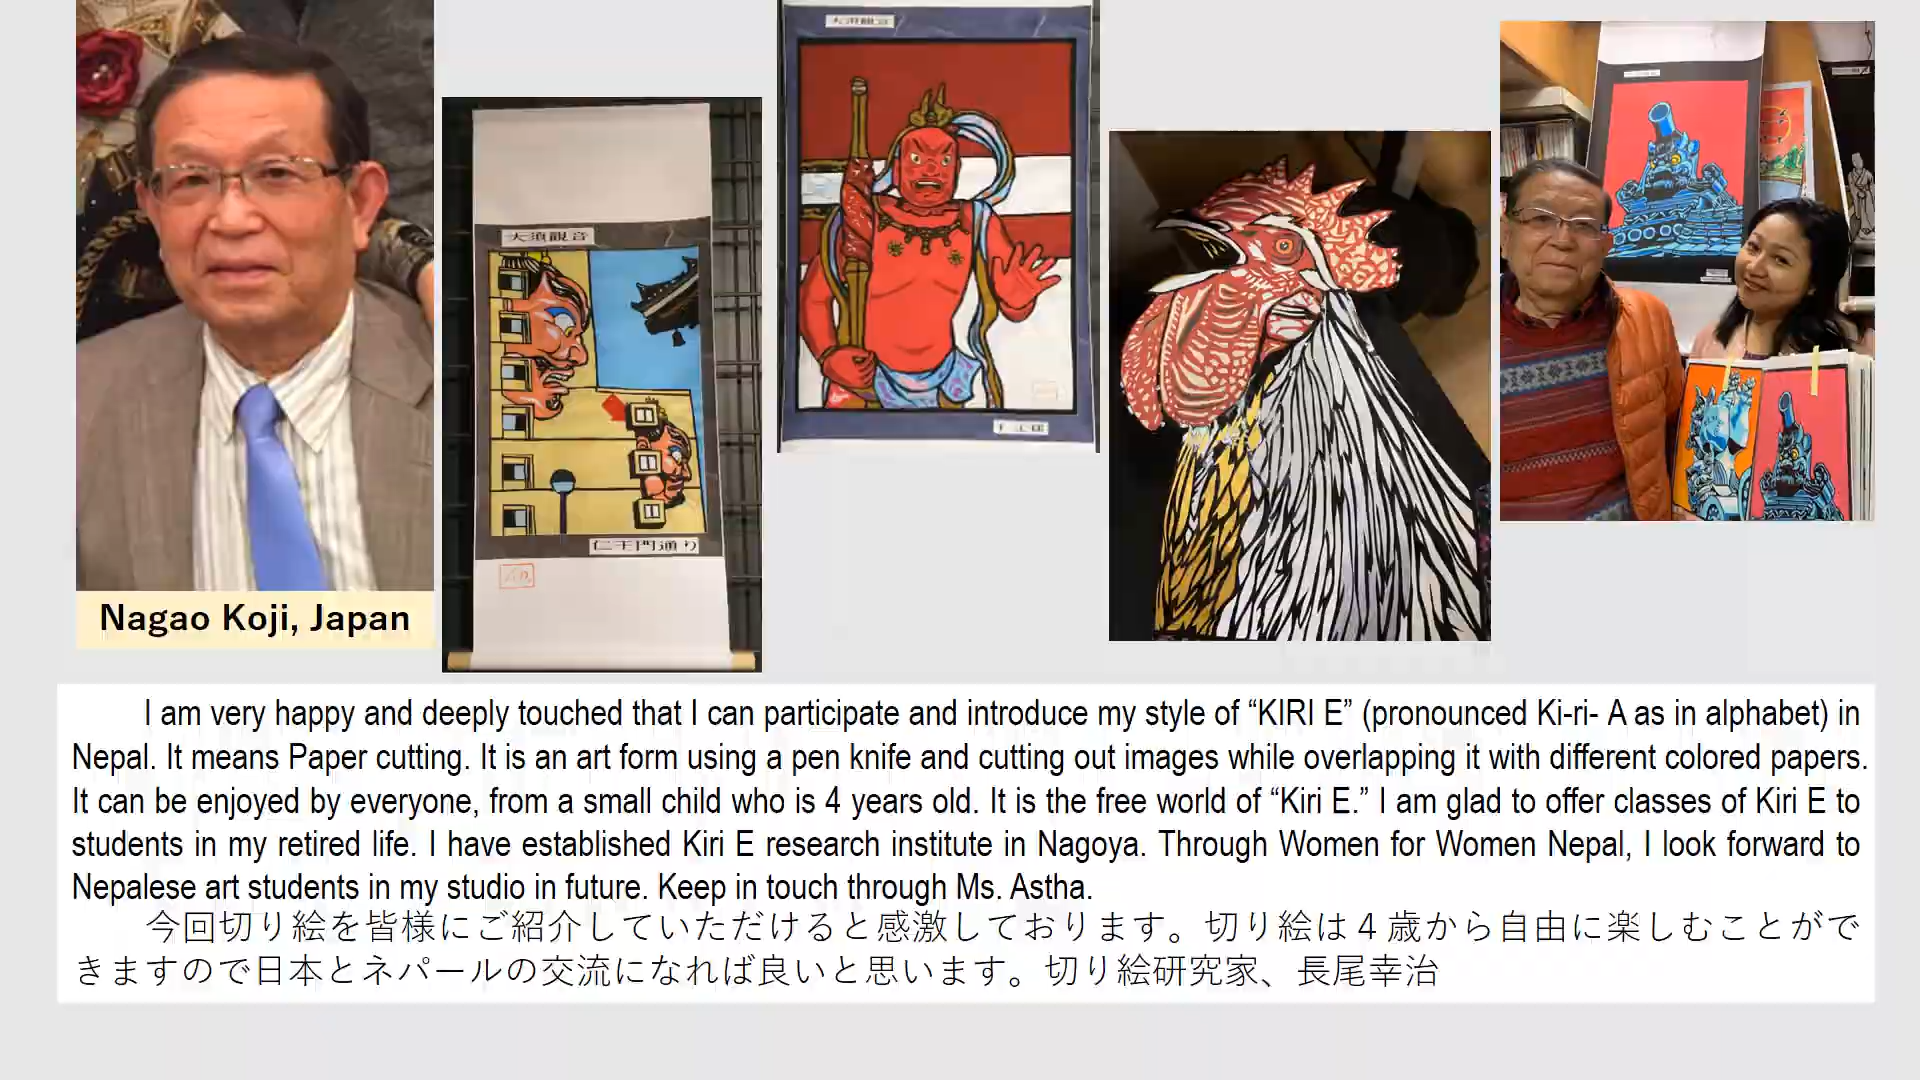 大須観音
大須観音
仁王門通り
Nagao Koji, Japan
I am very happy and deeply touched that I can participate and introduce my style of “KIRI E” (pronounced Ki-ri- A as in alphabet) in
Nepal. It means Paper cutting. It is an art form using a pen knife and cutting out images while overlapping it with different colored papers.
It can be enjoyed by everyone, from a small child who is 4 years old. It is the free world of “Kiri E.” I am glad to offer classes of Kiri E to
students in my retired life. I have established Kiri E research institute in Nagoya. Through Women for Women Nepal, I look forward to
Nepalese art students in my studio in future. Keep in touch through Ms. Astha.
今回切り絵を皆様にご紹介していただけると感激しております。切り絵は４歳から自由に楽しむことがで
きますので日本とネパールの交流になれば良いと思います。切り絵研究家、長尾幸治